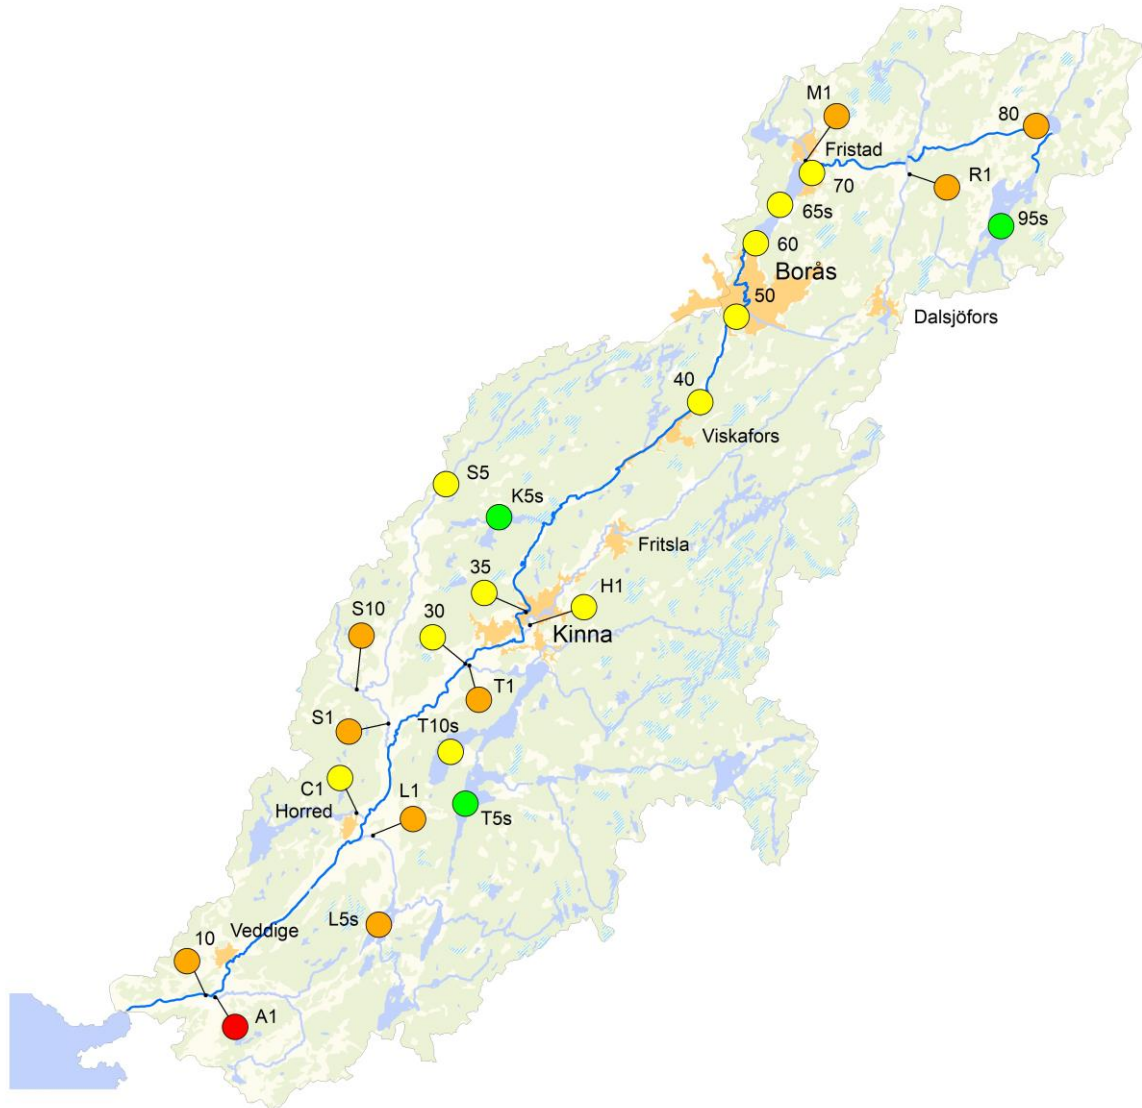 M1
80
Fristad
R1
70
65s
95s
60
Borås
50
Dalsjöfors
40
Viskafors
S5
K5s
Fritsla
35
H1
S10
30
Kinna
T1
S1
T10s
C1
L1
Horred
T5s
L5s
Veddige
10
A1